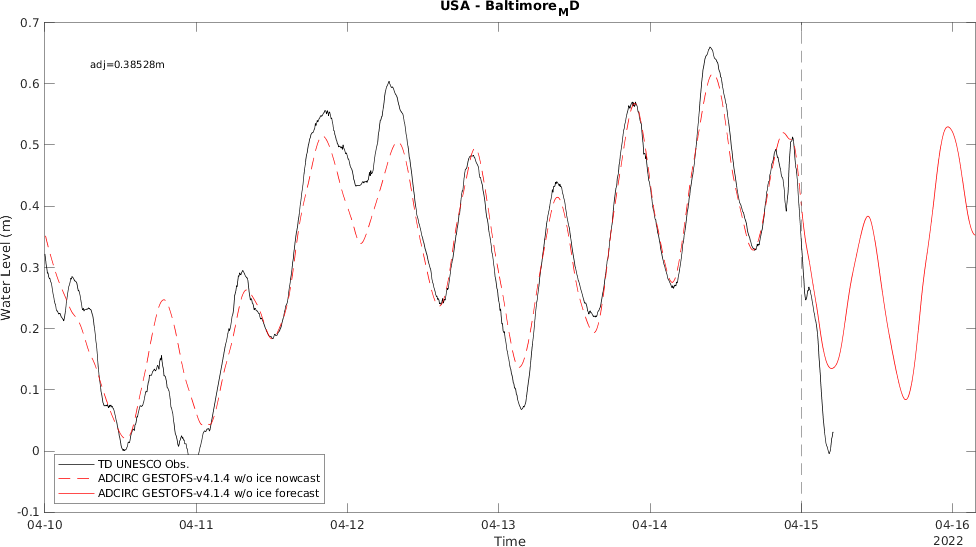 USA - Baltimore_MD
adj=0.38528m
Water Level (m)
0.7
0.6
0.5
0.4
0.3
0.2
0.1
0
-0.1
TD UNESCO Obs.
ADCIRC GESTOFS-v4.1.4 w/o ice nowcast
ADCIRC GESTOFS-v4.1.4 w/o ice forecast
04-10 04-11 04-12 04-13 04-14 04-15 04-16
Time
2022